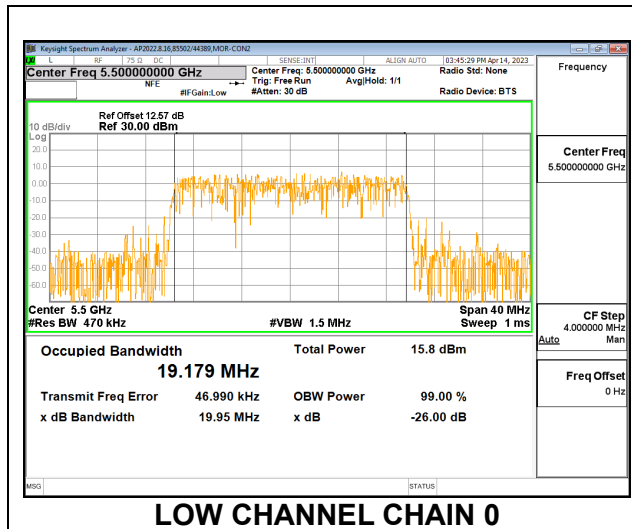 Keysight Spectrum Analyzer - AP2022.8.16,85502/44389,MOR-CON2
L RF 75 Ω DC SENSE:INT ALIGN AUTO 03:45:29 PM Apr 14, 2023
Center Freq 5.500000000 GHz
NFE
#IFGain:Low
Center Freq: 5.500000000 GHz
Trig: Free Run Avg|Hold: 1/1
#Atten: 30 dB
Radio Std: None
Radio Device: BTS
Frequency
Ref Offset 12.57 dB
10 dB/div Ref 30.00 dBm
Log
20.0
10.0
0.00
-10.0
-20.0
-30.0
-40.0
-50.0
-60.0
Center 5.5 GHz Span 40 MHz
#Res BW 470 kHz #VBW 1.5 MHz Sweep 1 ms
Center Freq
5.500000000 GHz
CF Step
4.000000 MHz
Auto Man
Freq Offset
0 Hz
Occupied Bandwidth Total Power 15.8 dBm
19.179 MHz
Transmit Freq Error 46.990 kHz OBW Power 99.00 %
x dB Bandwidth 19.95 MHz x dB -26.00 dB
MSG STATUS
LOW CHANNEL CHAIN 0